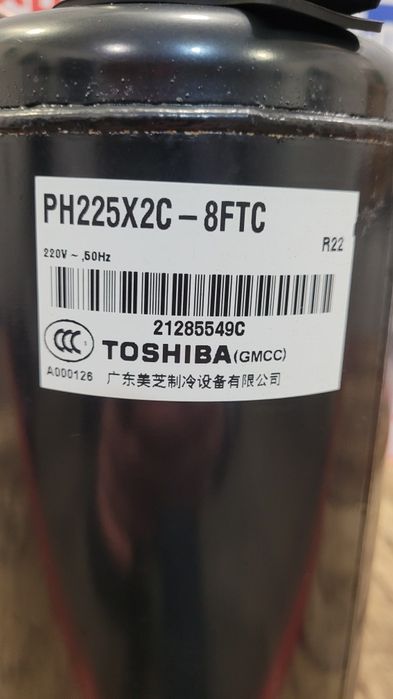 PH225X2C-8FTC
R22
220V ~ ,50Hz
21285549C
CCC
TOSHIBA(GMCC)
A000126
广东美芝制冷设备有限公司